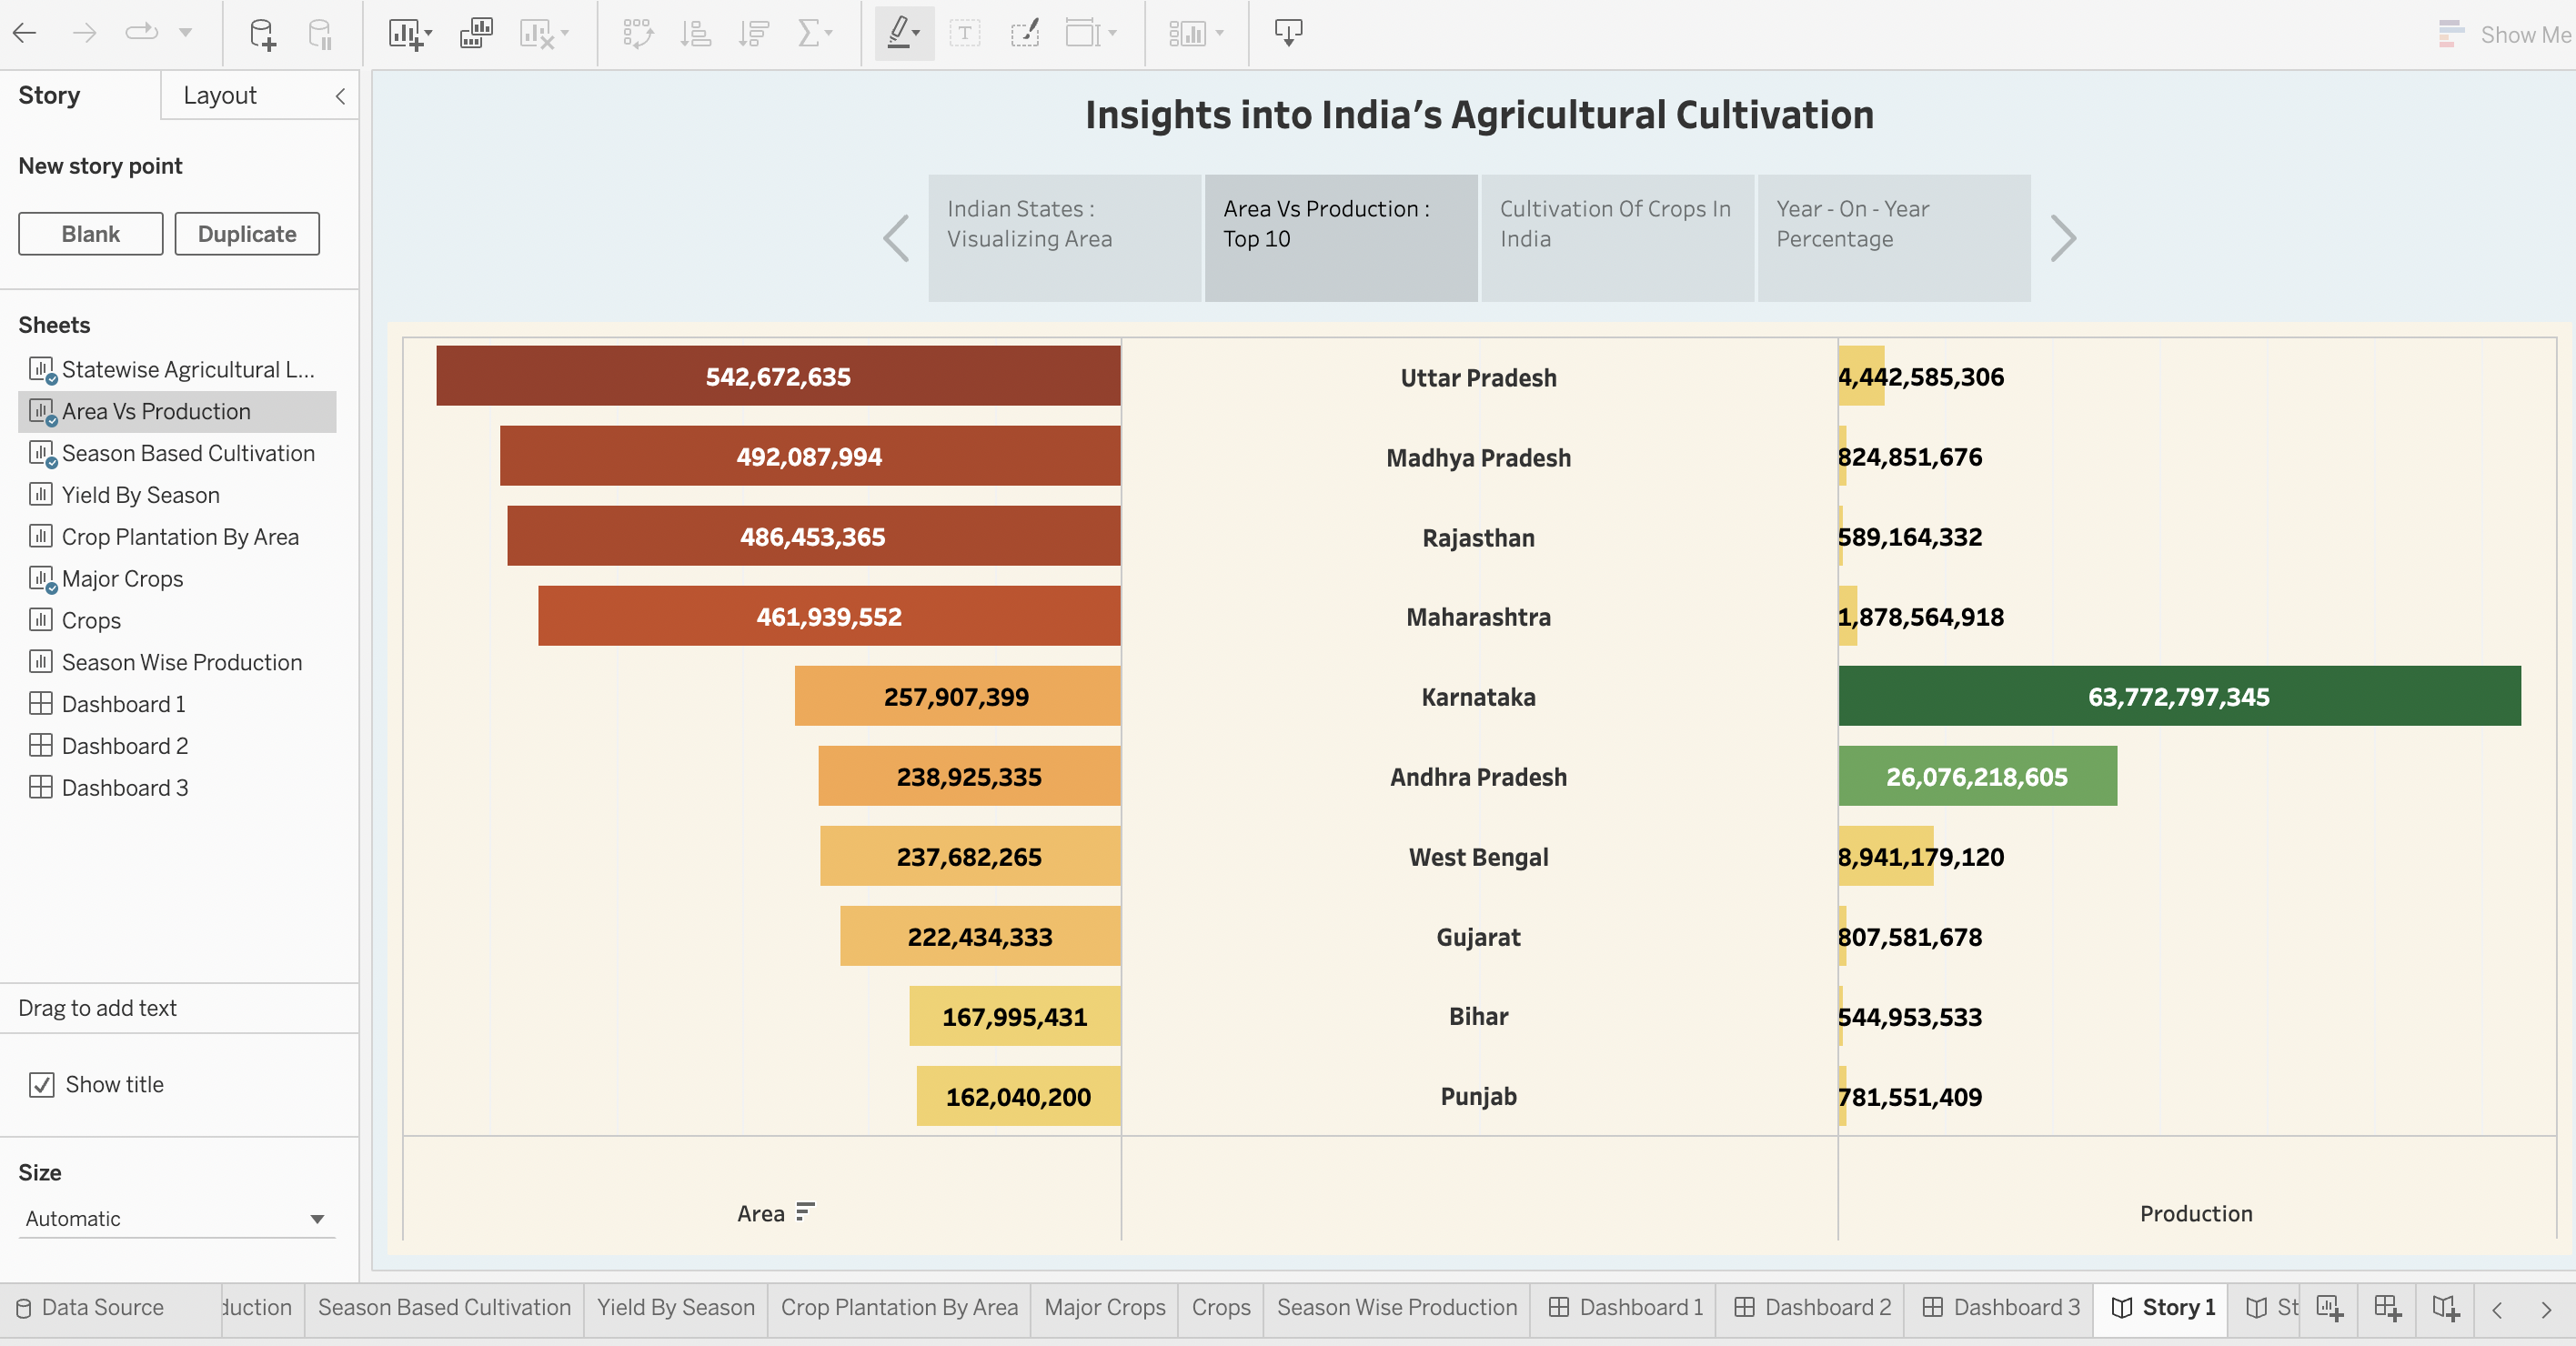 Show Me
Story
Layout
New story point
Blank
Duplicate
Sheets
Statewise Agricultural L...
Area Vs Production
Season Based Cultivation
Yield By Season
Crop Plantation By Area
Major Crops
Crops
Season Wise Production
Dashboard 1
Dashboard 2
Dashboard 3
Drag to add text
Show title
Size
Automatic
Insights into India’s Agricultural Cultivation
Indian States :
Visualizing Area
Area Vs Production :
Top 10
Cultivation Of Crops In
India
Year - On - Year
Percentage
542,672,635 Uttar Pradesh 4,442,585,306
492,087,994 Madhya Pradesh 824,851,676
486,453,365 Rajasthan 589,164,332
461,939,552 Maharashtra 1,878,564,918
257,907,399 Karnataka 63,772,797,345
238,925,335 Andhra Pradesh 26,076,218,605
237,682,265 West Bengal 8,941,179,120
222,434,333 Gujarat 807,581,678
167,995,431 Bihar 544,953,533
162,040,200 Punjab 781,551,409
Area Production
Data Source duction Season Based Cultivation Yield By Season Crop Plantation By Area Major Crops Crops Season Wise Production Dashboard 1 Dashboard 2 Dashboard 3 Story 1 St